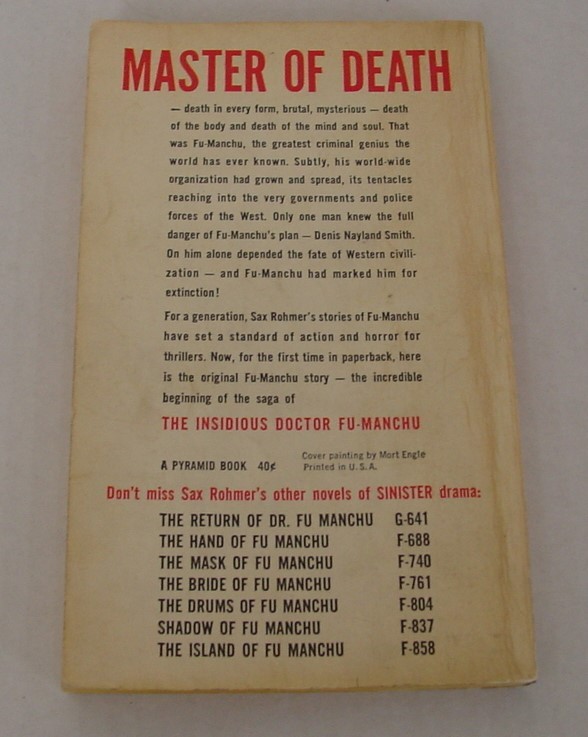 MASTER OF DEATH
— death in every form, brutal, mysterious — death
of the body and death of the mind and soul. That
was Fu-Manchu, the greatest criminal genius the
world has ever known. Subtly, his world-wide
organization had grown and spread, its tentacles
reaching into the very governments and police
forces of the West. Only one man knew the full
danger of Fu-Manchu's plan — Denis Nayland Smith.
On him alone depended the fate of Western civili-
zation — and Fu-Manchu had marked him for
extinction!
For a generation, Sax Rohmer's stories of Fu-Manchu
have set a standard of action and horror for
thrillers. Now, for the first time in paperback, here
is the original Fu-Manchu story — the incredible
beginning of the saga of
THE INSIDIOUS DOCTOR FU-MANCHU
A PYRAMID BOOK 40¢
Cover painting by Mort Engle
Printed in U.S.A.
Don't miss Sax Rohmer's other novels of SINISTER drama:
THE RETURN OF DR. FU MANCHU G-641
THE HAND OF FU MANCHU F-688
THE MASK OF FU MANCHU F-740
THE BRIDE OF FU MANCHU F-761
THE DRUMS OF FU MANCHU F-804
SHADOW OF FU MANCHU F-837
THE ISLAND OF FU MANCHU F-858